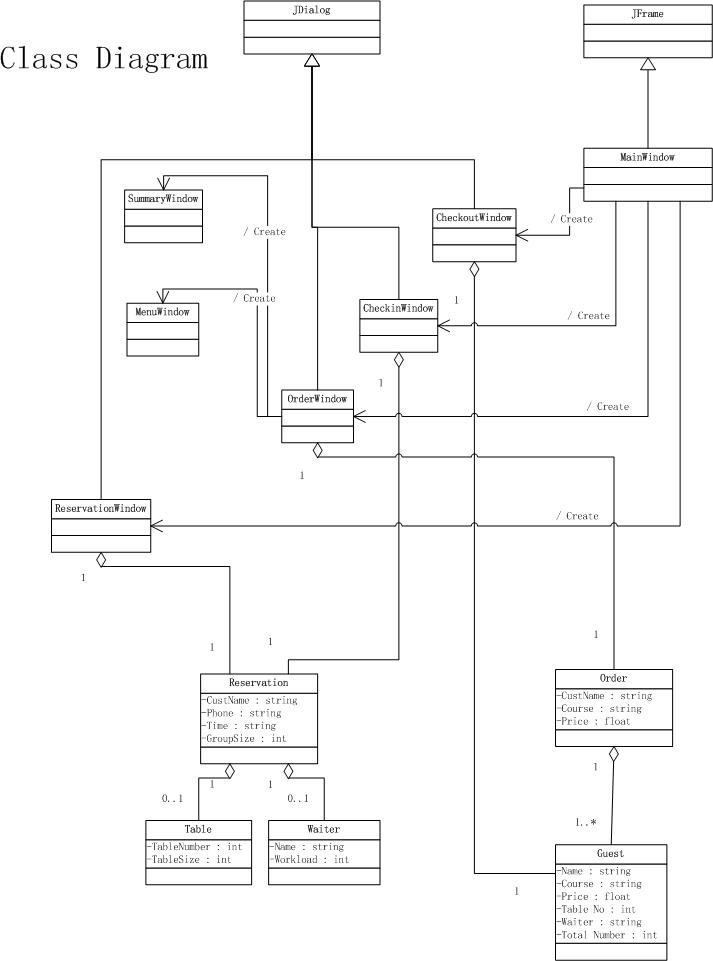 JDialog
JFrame
Class Diagram
MainWindow
SummaryWindow
CheckoutWindow
/ Create
/ Create
/ Create
1
MenuWindow
CheckinWindow
/ Create
1
OrderWindow
/ Create
1
ReservationWindow
/ Create
1
1
1
1
Reservation
-CustName : string
-Phone : string
-Time : string
-GroupSize : int
Order
-CustName : string
-Course : string
-Price : float
1
1
1
0..1
0..1
Table
-TableNumber : int
-TableSize : int
Waiter
-Name : string
-Workload : int
1..*
Guest
-Name : string
-Course : string
-Price : float
-Table No : int
-Waiter : string
-Total Number : int
1